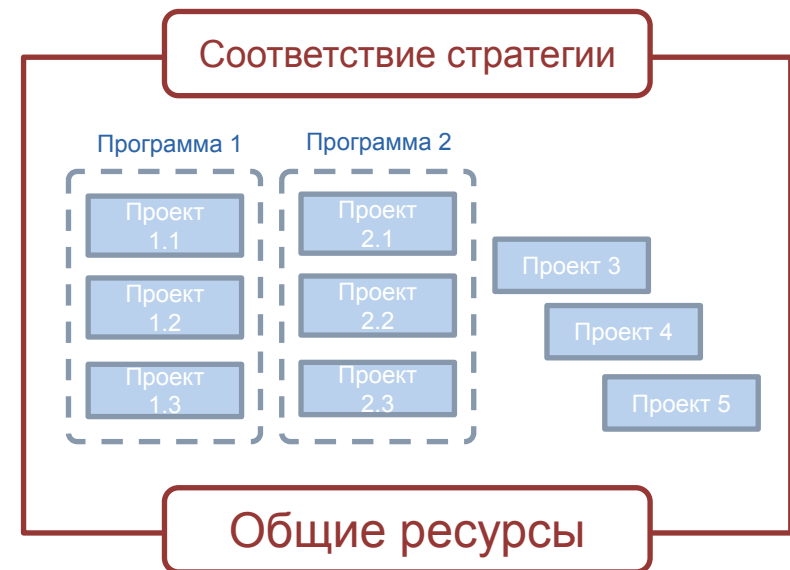 Соответствие стратегии
Программа 1
Программа 2
Проект
1.1
Проект
1.2
Проект
1.3
Проект
2.1
Проект
2.2
Проект
2.3
Проект 3
Проект 4
Проект 5
Общие ресурсы